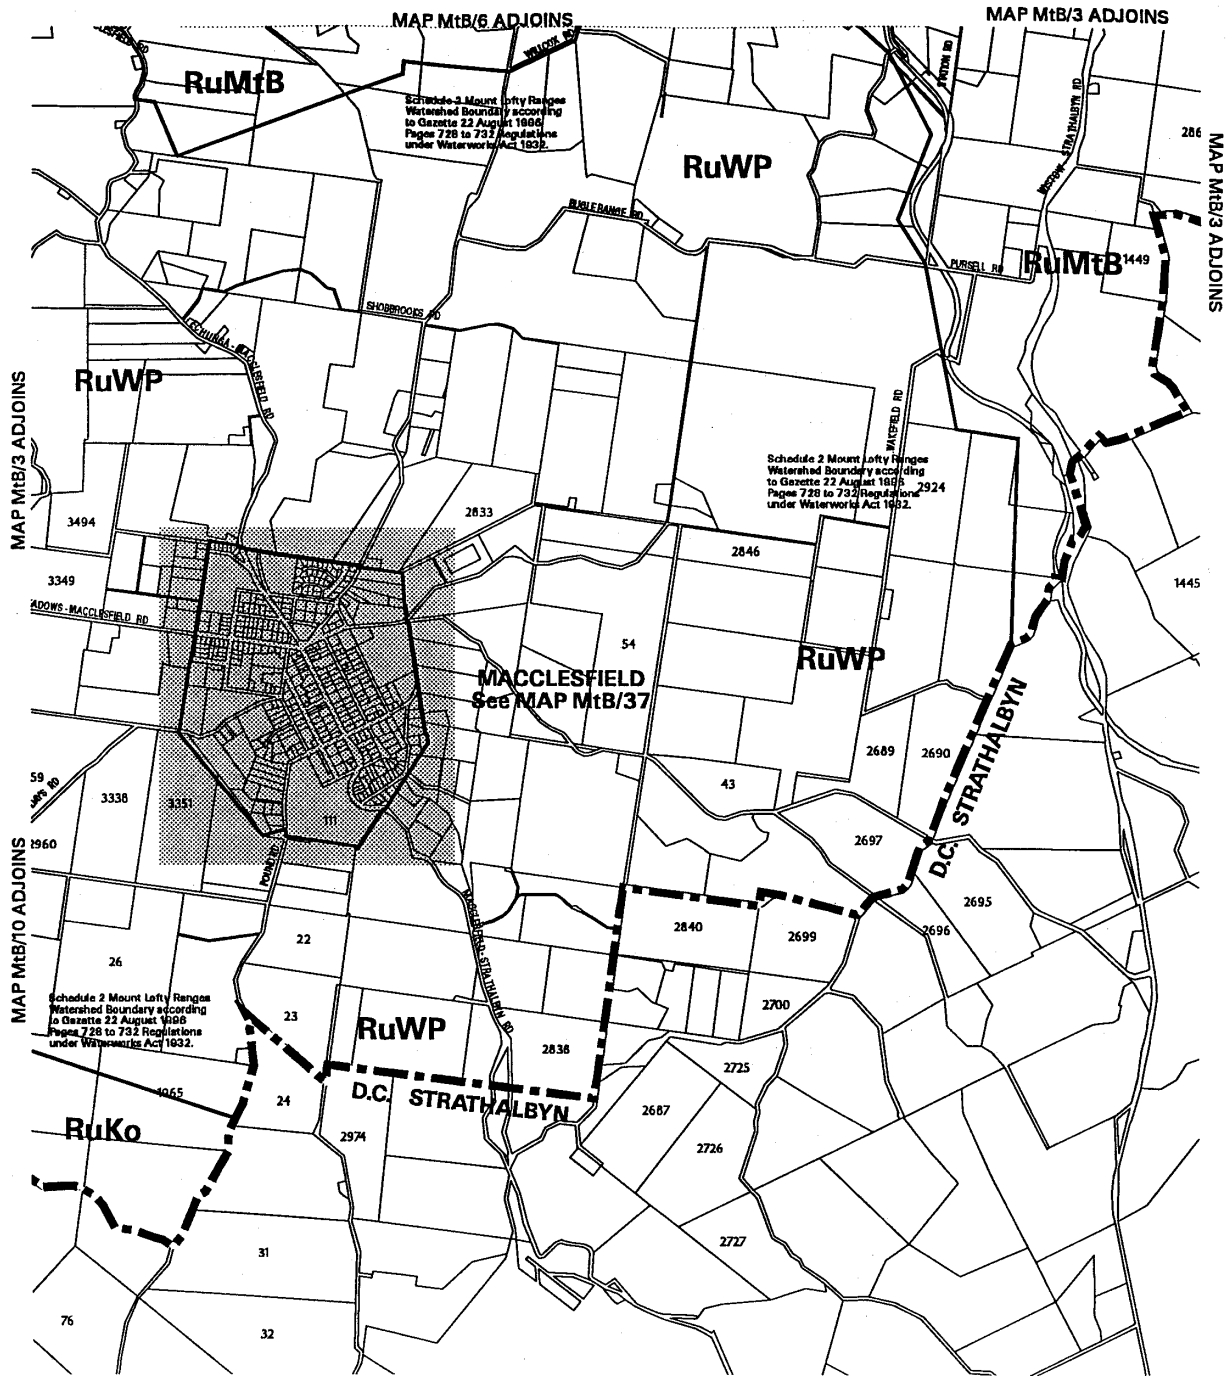 MAP MtB/6 ADJOINS
MAP MtB/3 ADJOINS
WILLCOX RD
RuMtB
Schedule 2 Mount Lofty Ranges
Watershed Boundary according
to Gazette 22 August 1996
Pages 728 to 732 Regulations
under Waterworks Act 1932.
STRATHALBYN RD
286
MAP MtB/3 ADJOINS
RuWP
BUGLE RANGE RD
PURSELL RD
RuMtB
1449
SHOBBROOKS RD
MACCLESFIELD RD
RuWP
MAP MtB/3 ADJOINS
WAKEFIELD RD
Schedule 2 Mount Lofty Ranges
Watershed Boundary according
to Gazette 22 August 1996
Pages 728 to 732 Regulations
under Waterworks Act 1932.
2924
3494
2833
2846
3349
1445
ADOWS - MACCLESFIELD RD
54
RuWP
MACCLESFIELD
See MAP MtB/37
2689
2690
D.C. STRATHALBYN
59
3338
3351
43
111
2697
2960
POUND RD
MAP MtB/10 ADJOINS
MACCLESFIELD - STRATHALBYN RD
2695
2840
2699
2696
22
26
Schedule 2 Mount Lofty Ranges
Watershed Boundary according
to Gazette 22 August 1996
Pages 728 to 732 Regulations
under Waterworks Act 1932.
23
2700
RuWP
2838
2725
1965
24
D.C. STRATHALBYN
2687
RuKo
2974
2726
2727
31
76
32